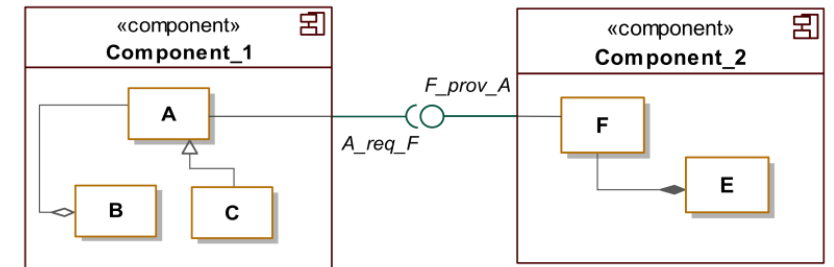 «component»
Component_1
A
B
C
A_req_F
F_prov_A
«component»
Component_2
F
E